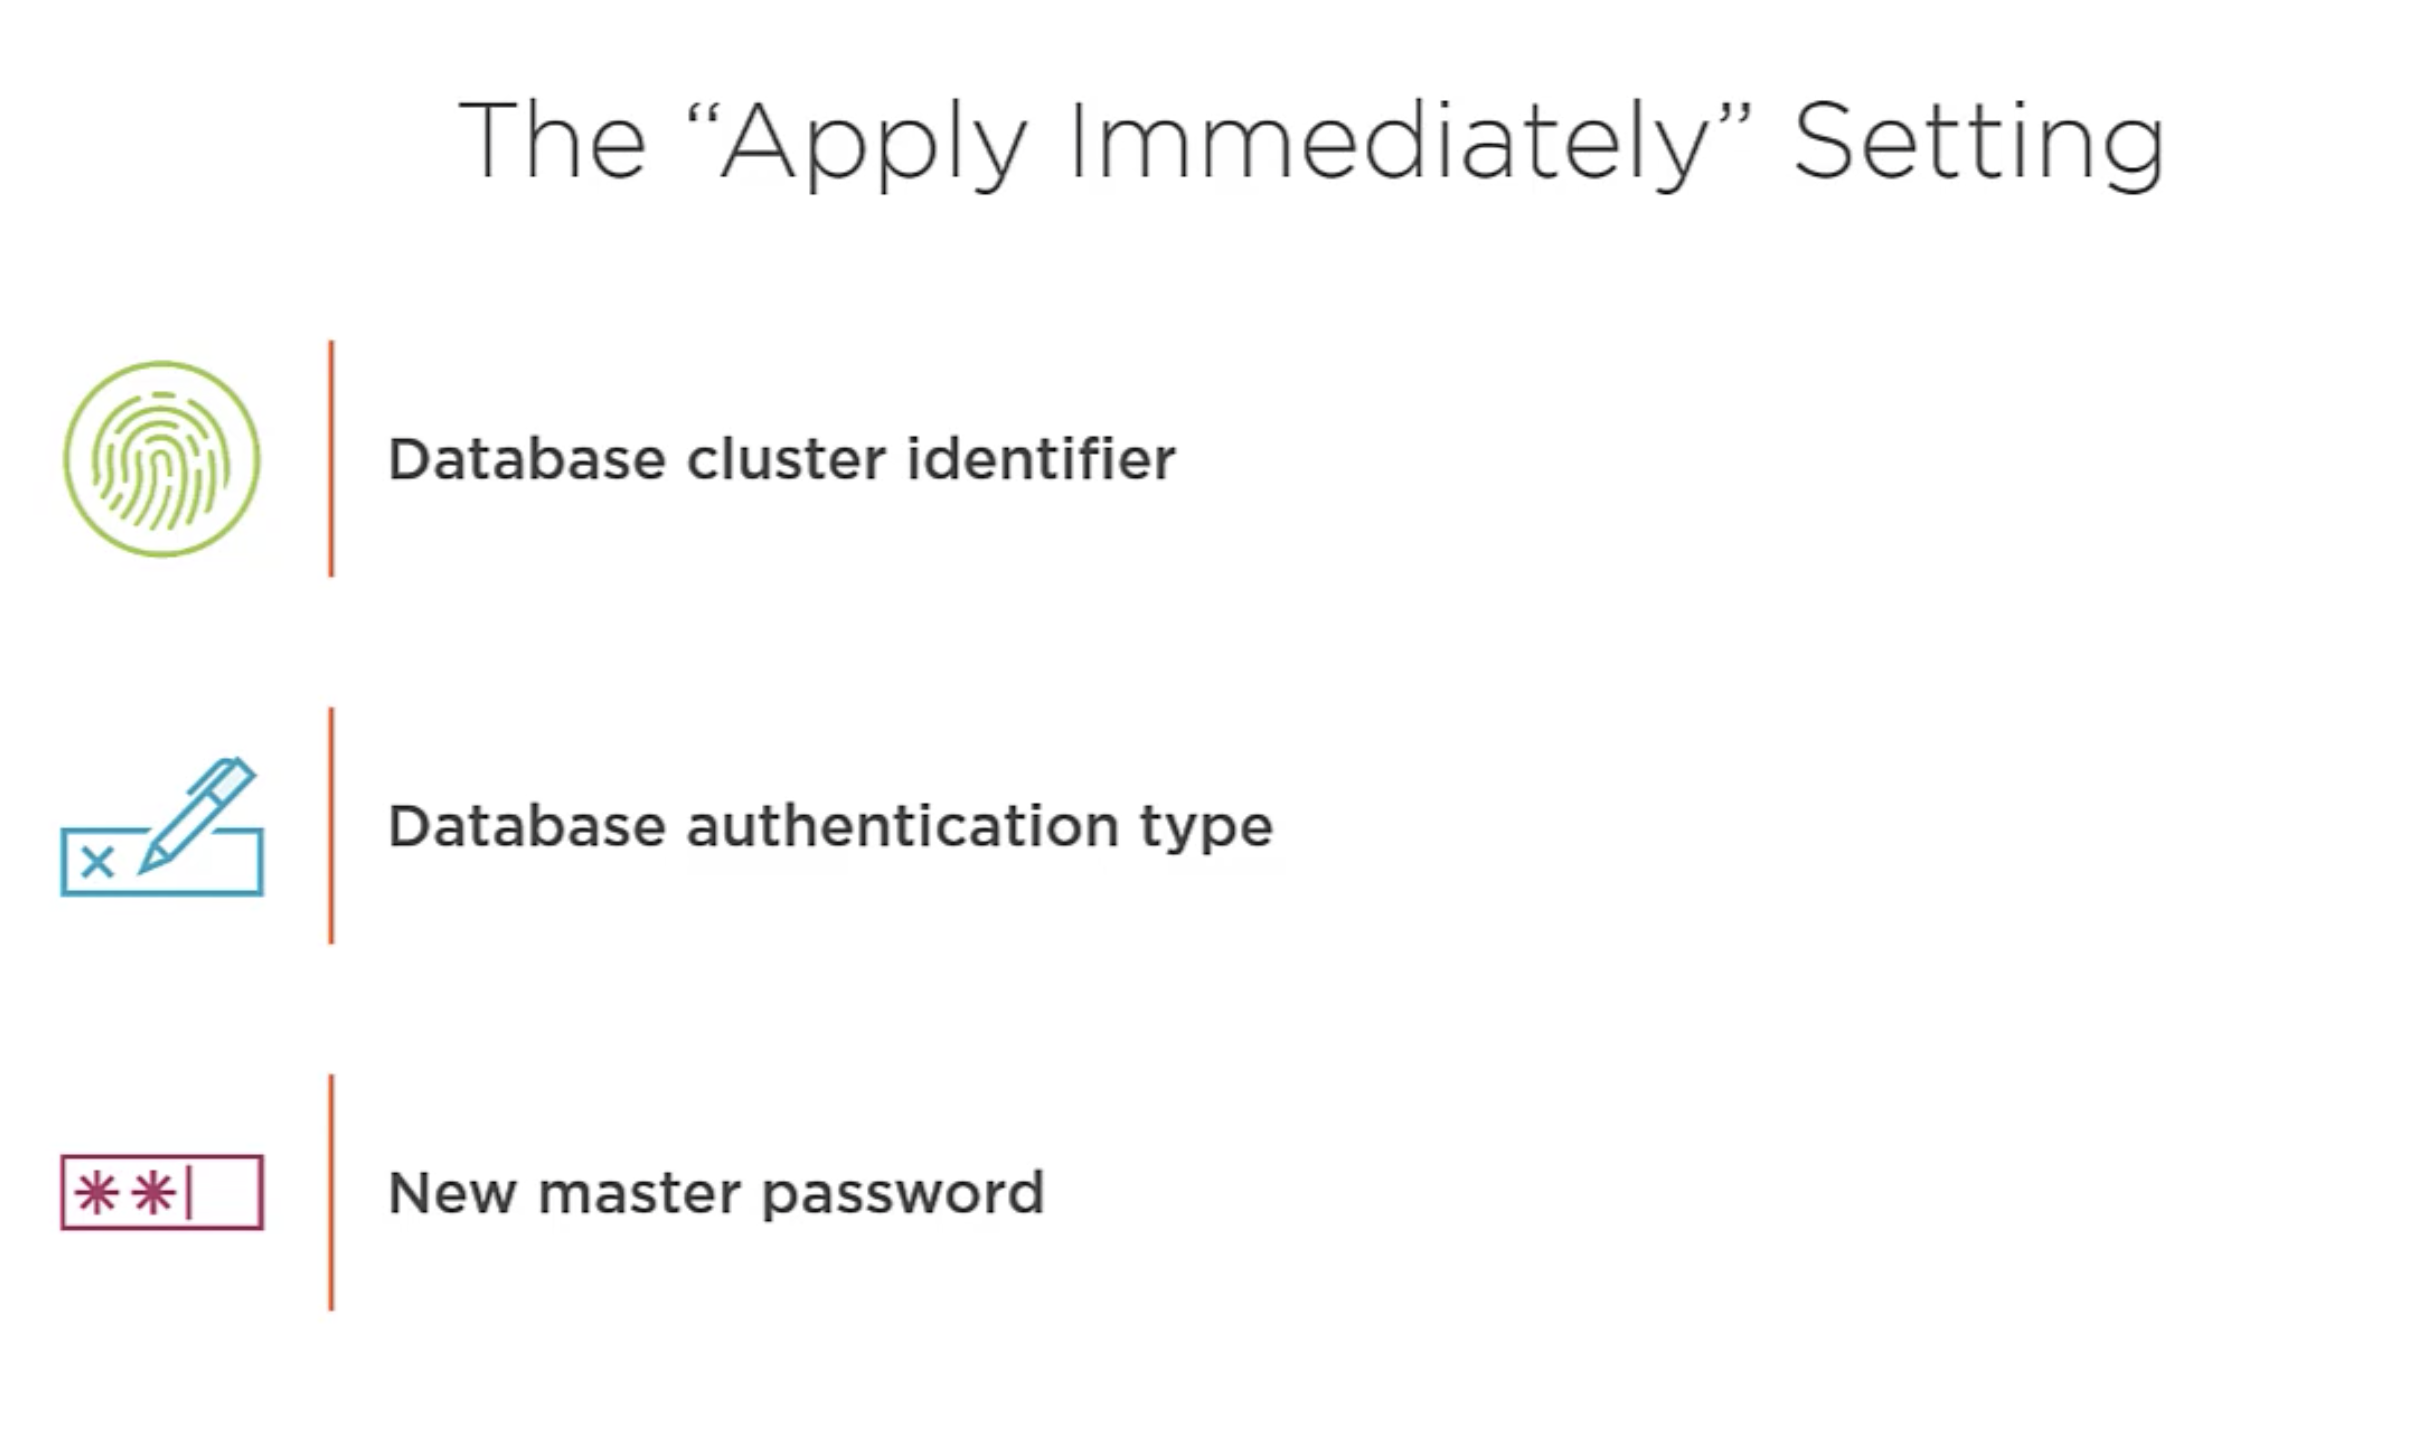 The “Apply Immediately” Setting
Database cluster identifier
Database authentication type
New master password